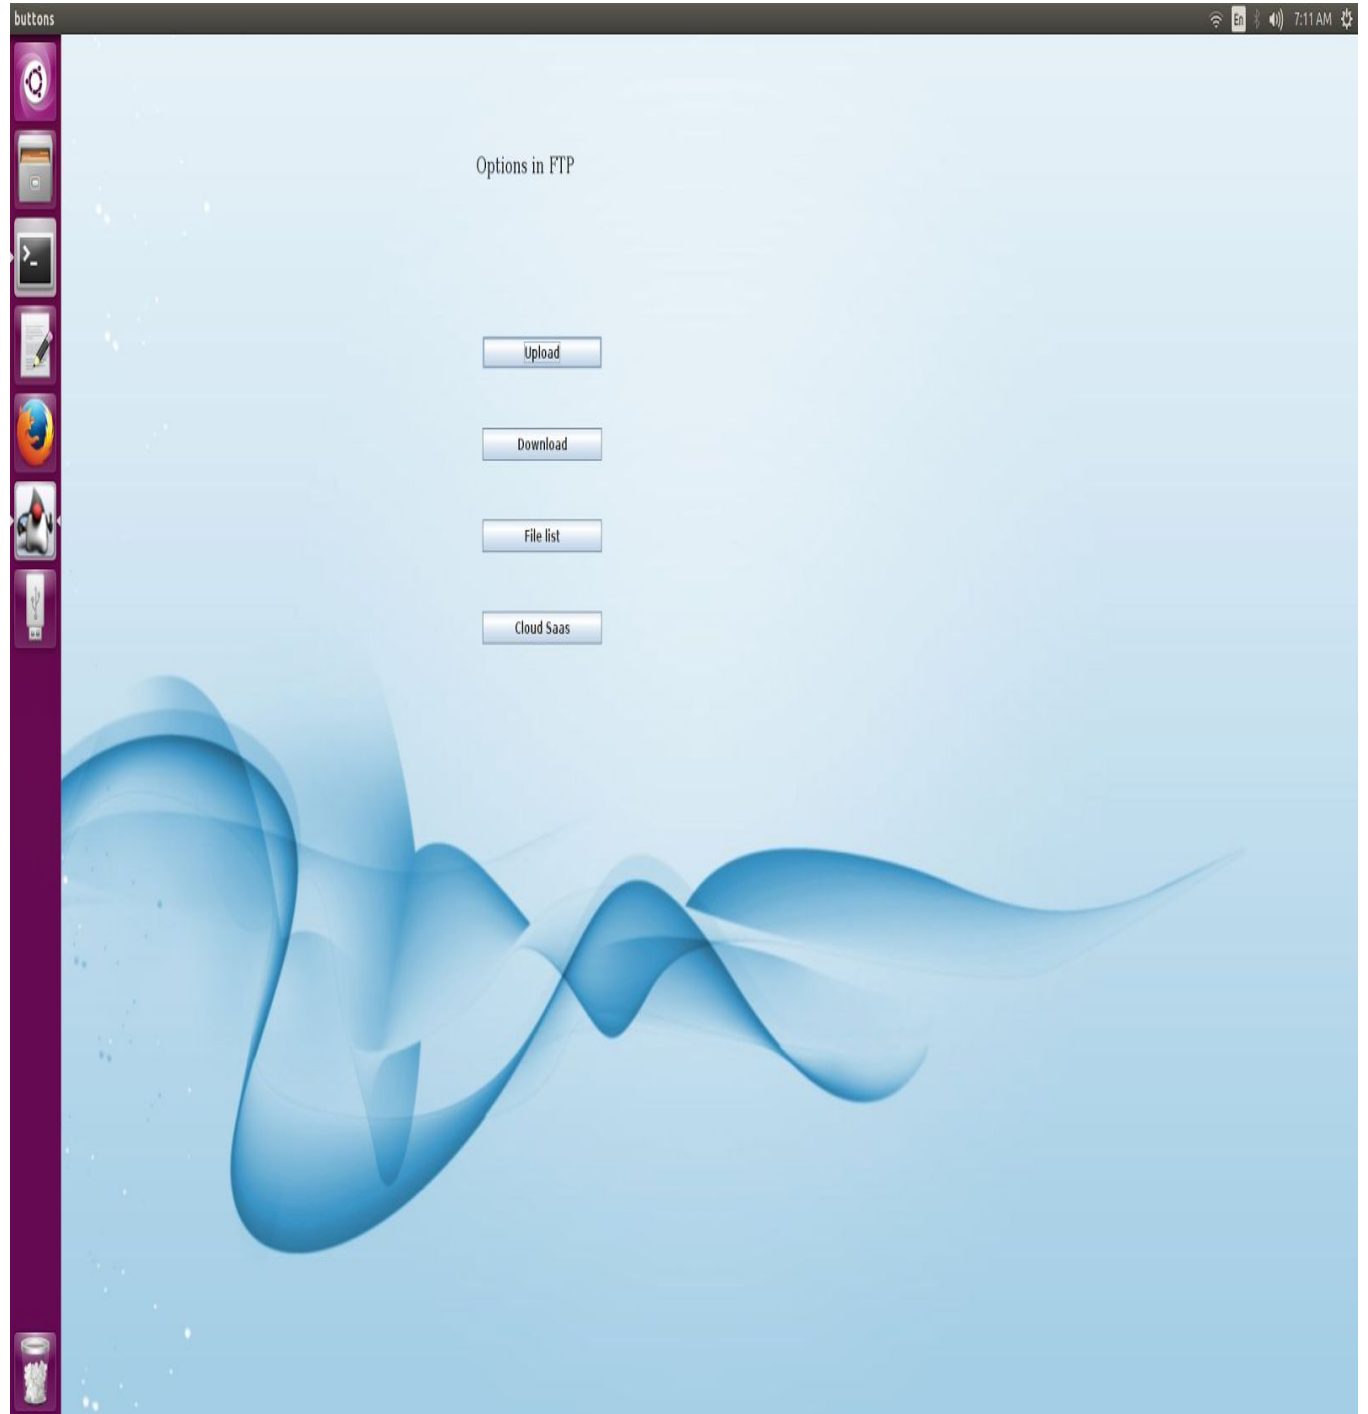 buttons
En
7:11 AM
Options in FTP
Upload
Download
File list
Cloud Saas